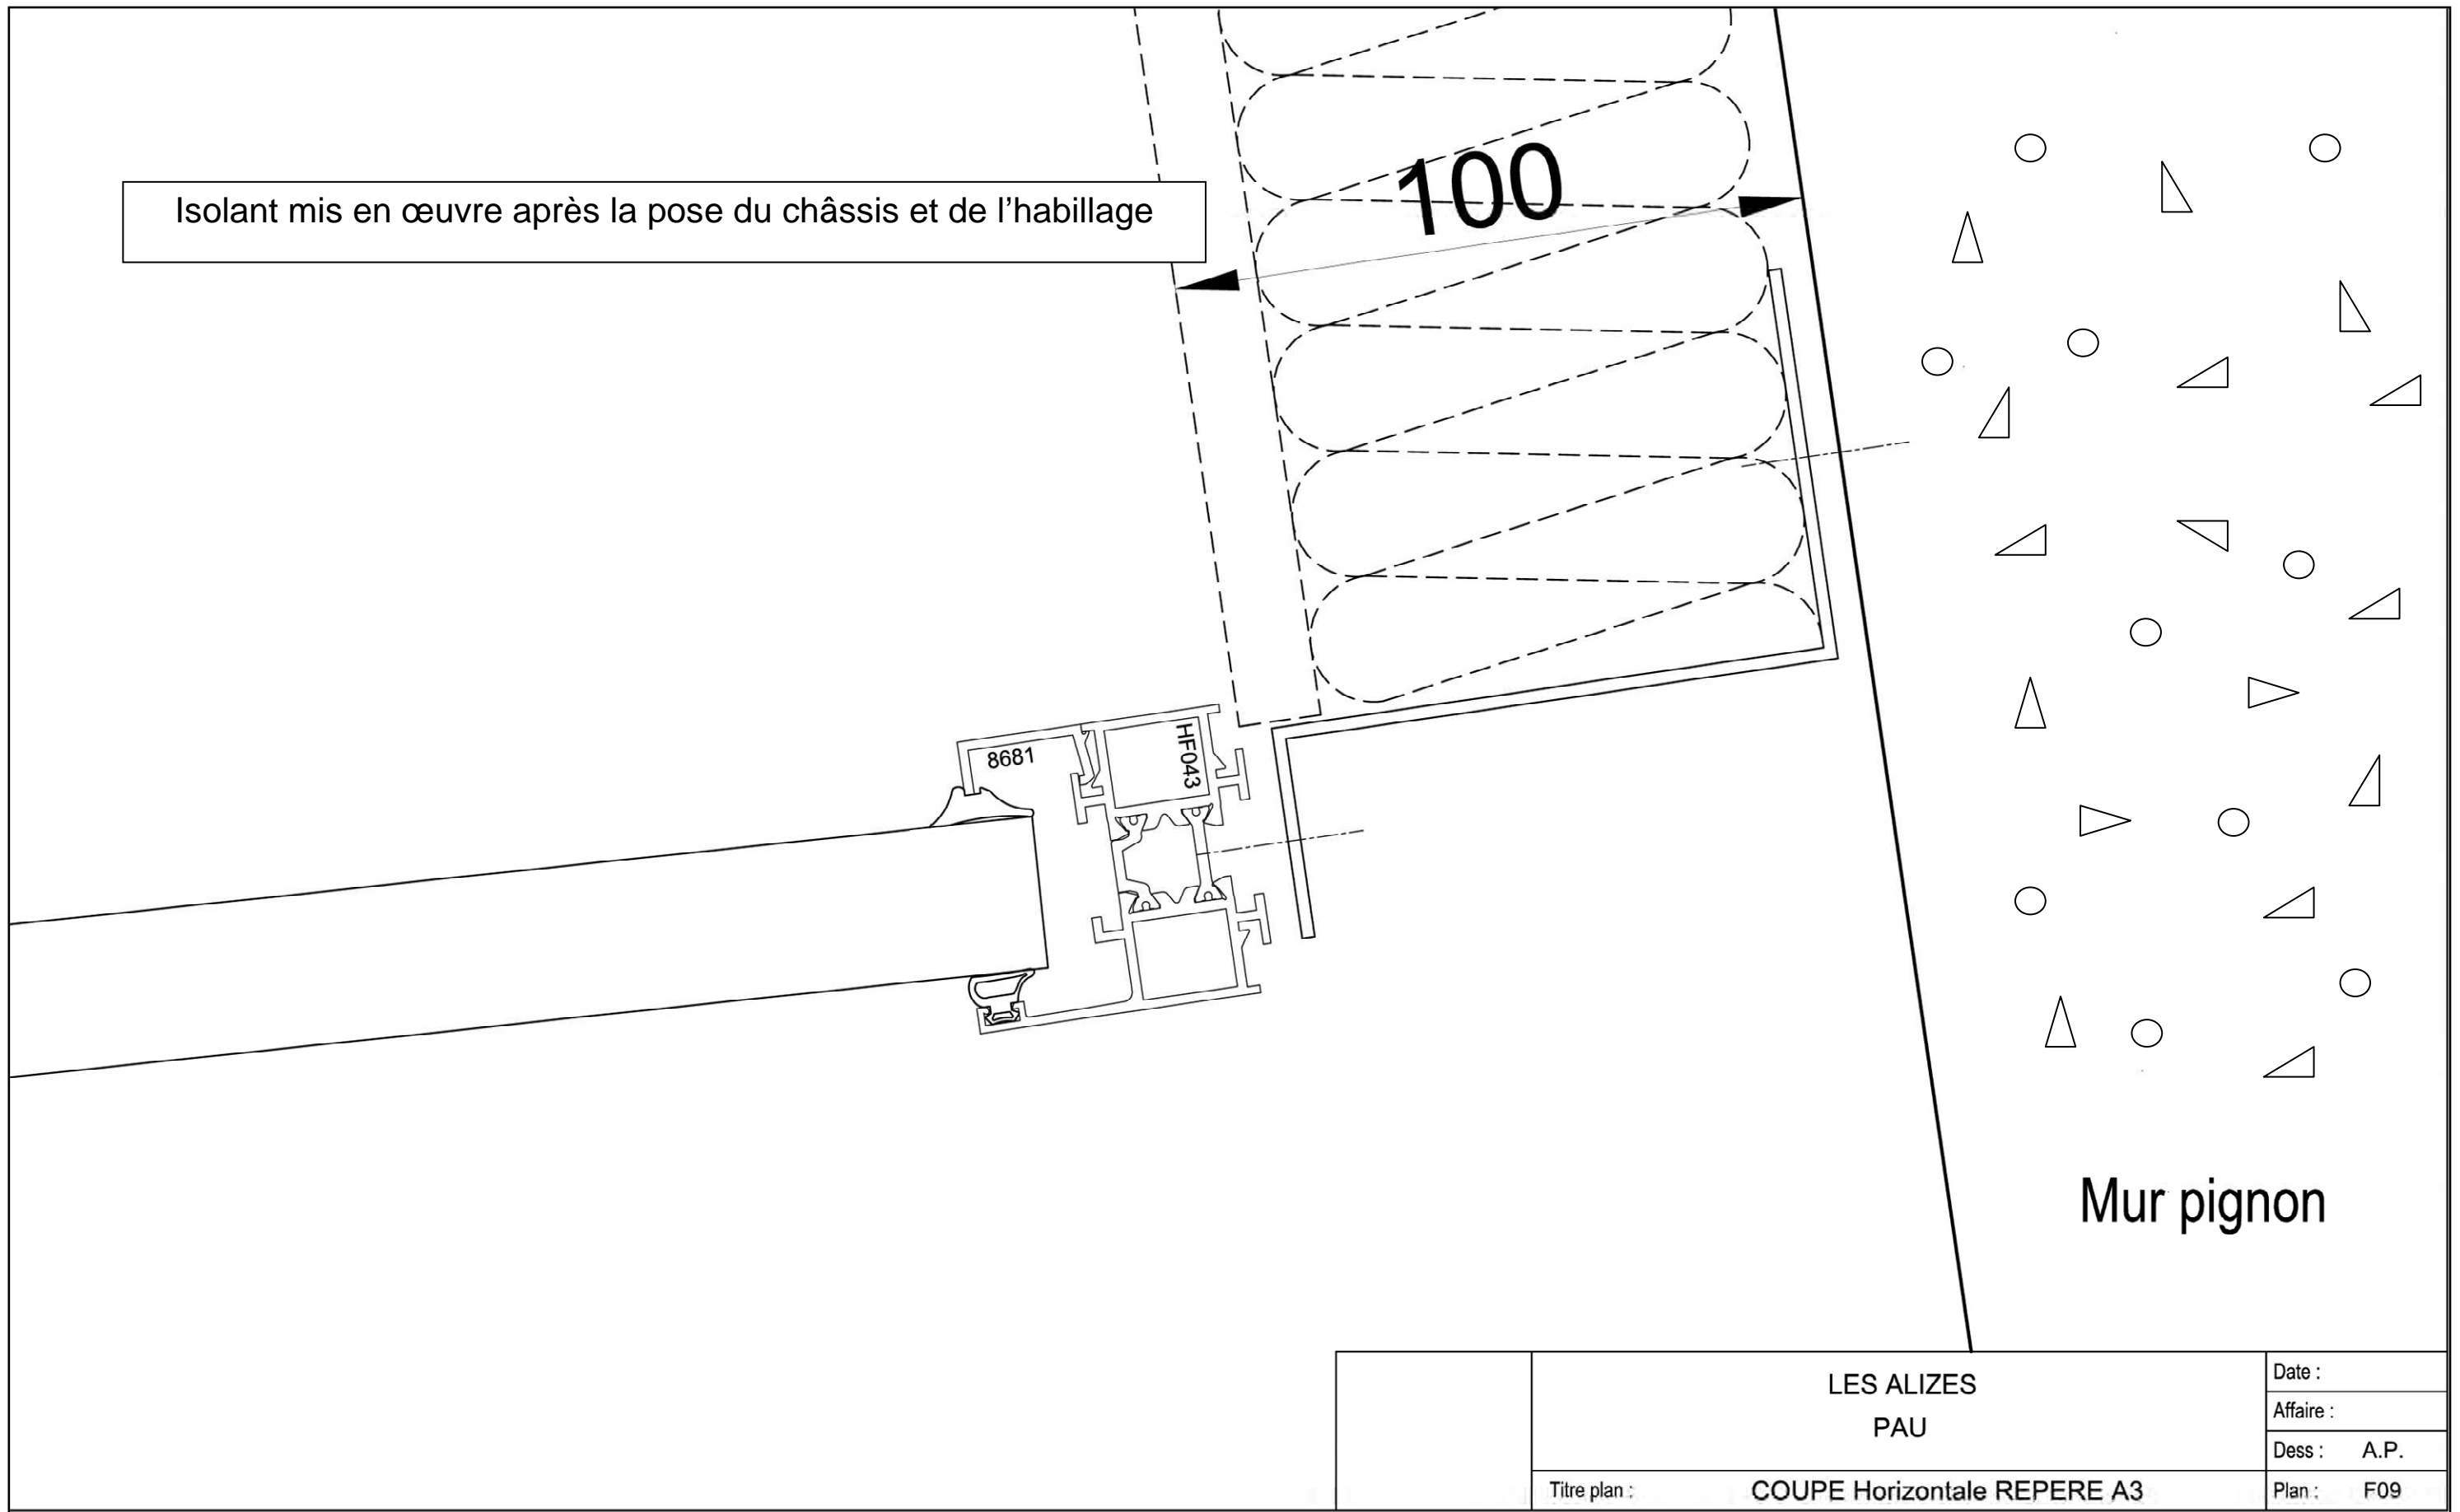 Isolant mis en œuvre après la pose du châssis et de l’habillage
100
8681
HF043
Mur pignon
LES ALIZES
PAU
Date :
Affaire :
Dess : A.P.
Titre plan : COUPE Horizontale REPERE A3
Plan : F09